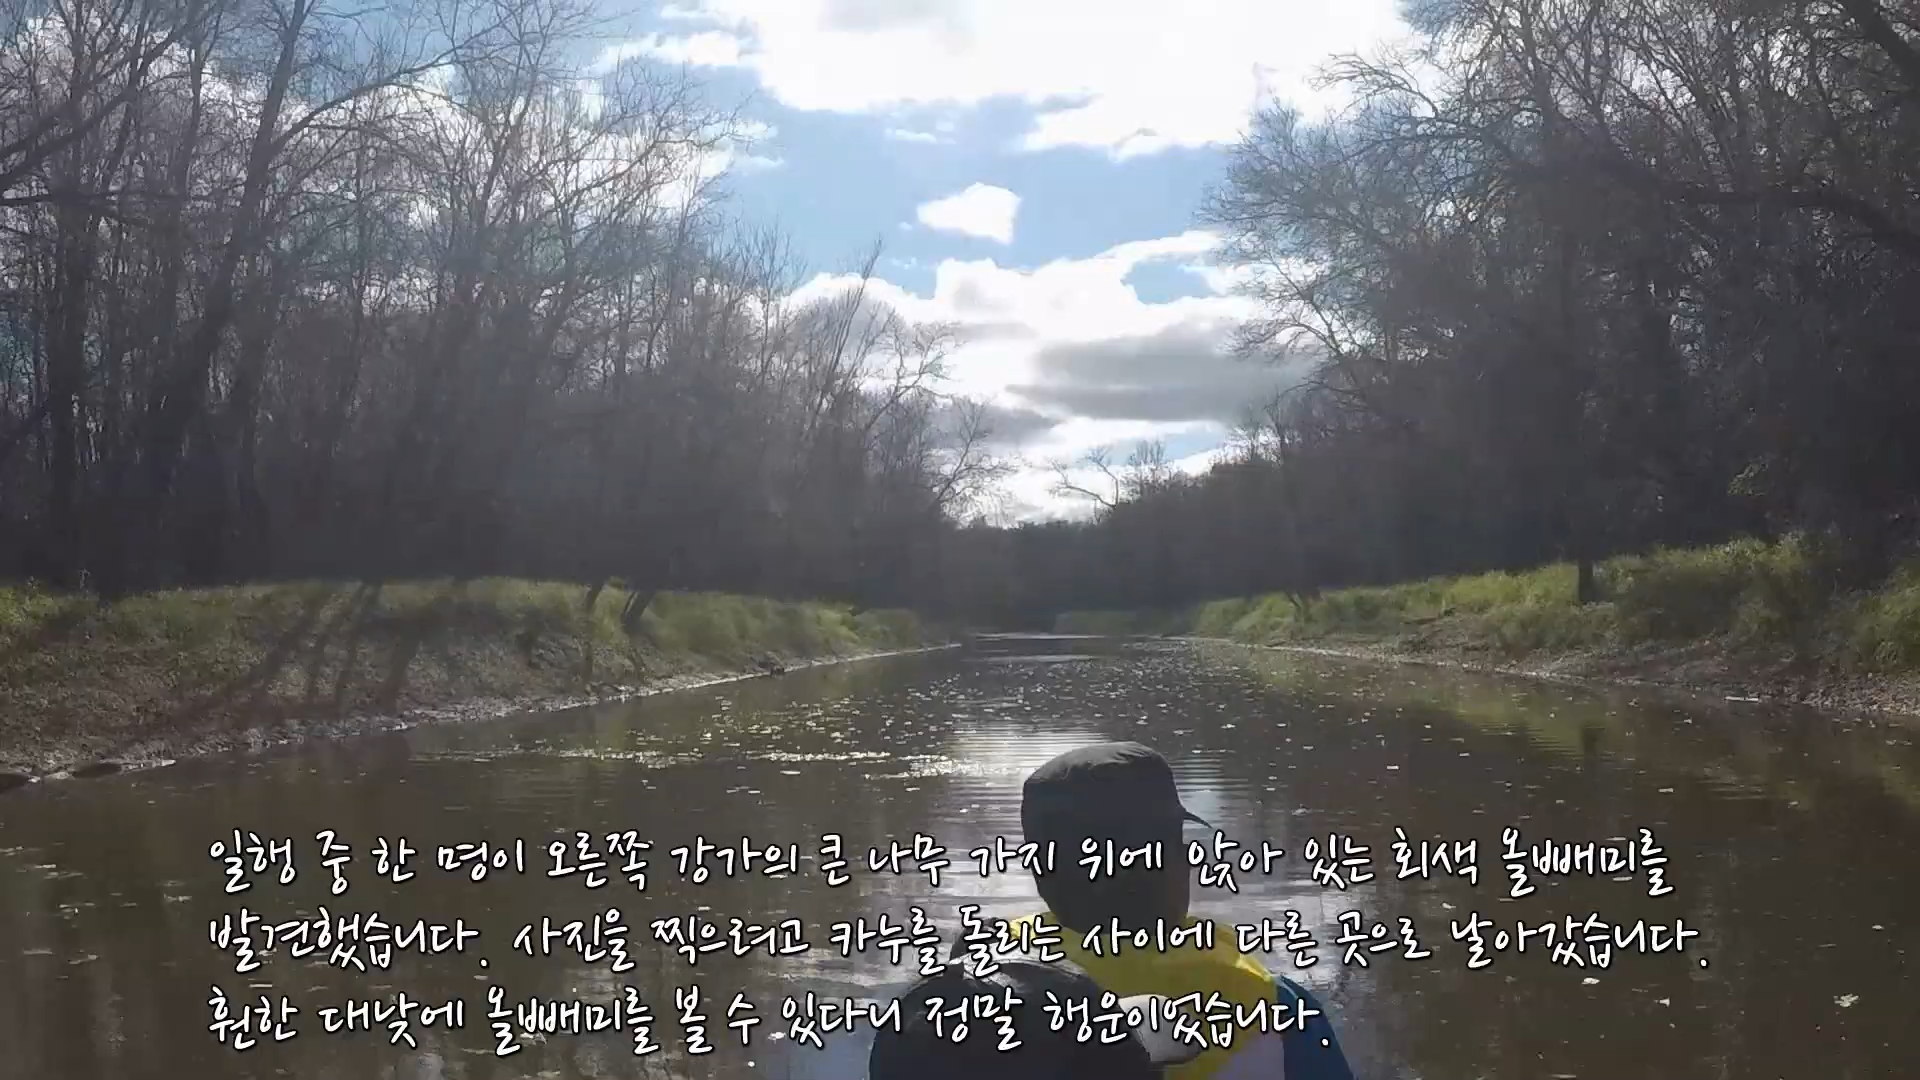 일행 중 한 명이 오른쪽 강가의 큰 나무 가지 위에 앉아 있는 회색 올빼미를
발견했습니다. 사진을 찍으려고 카누를 돌리는 사이에 다른 곳으로 날아갔습니다.
훤한 대낮에 올빼미를 볼 수 있다니 정말 행운이었습니다.